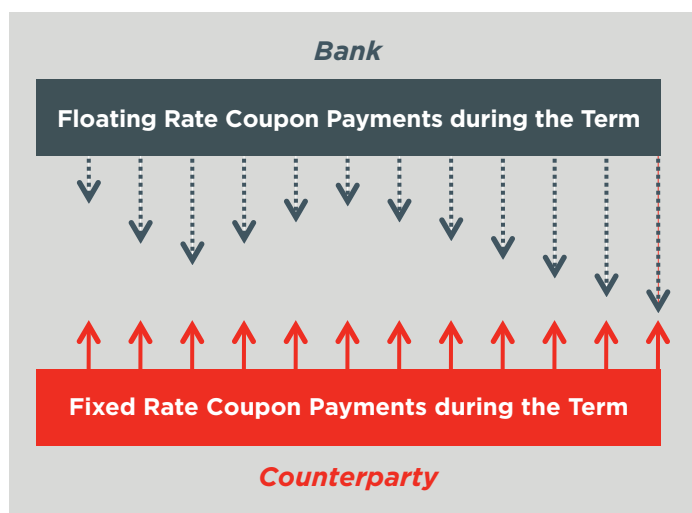 Bank
Floating Rate Coupon Payments during the Term
Fixed Rate Coupon Payments during the Term
Counterparty